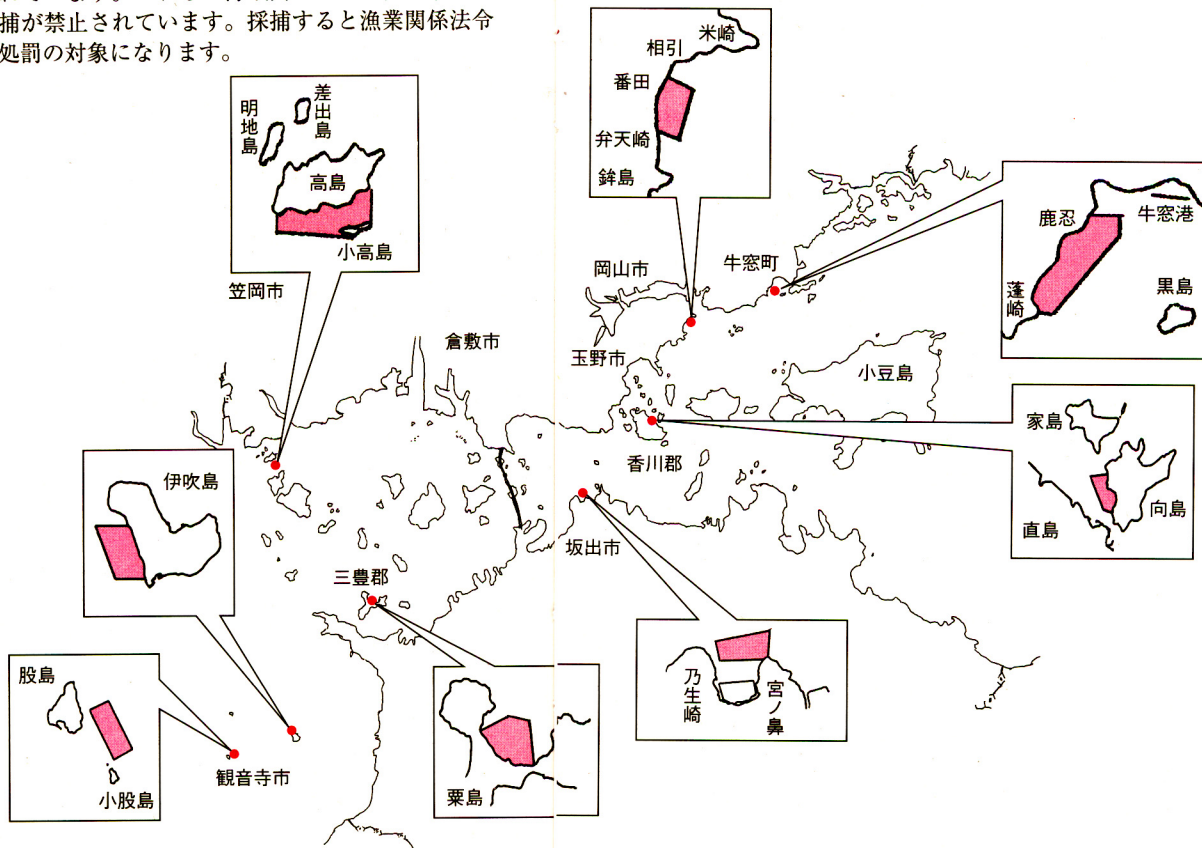 捕が禁止されています。採捕すると漁業関係法令
処罰の対象になります。
米崎
相引
番田
弁天崎
鉾島
差出島
明地島
高島
小高島
笠岡市
岡山市
牛窓町
鹿忍
牛窓港
蓬崎
黒島
倉敷市
玉野市
小豆島
家島
向島
直島
香川郡
伊吹島
坂出市
三豊郡
乃生崎
宮ノ鼻
股島
小股島
観音寺市
粟島